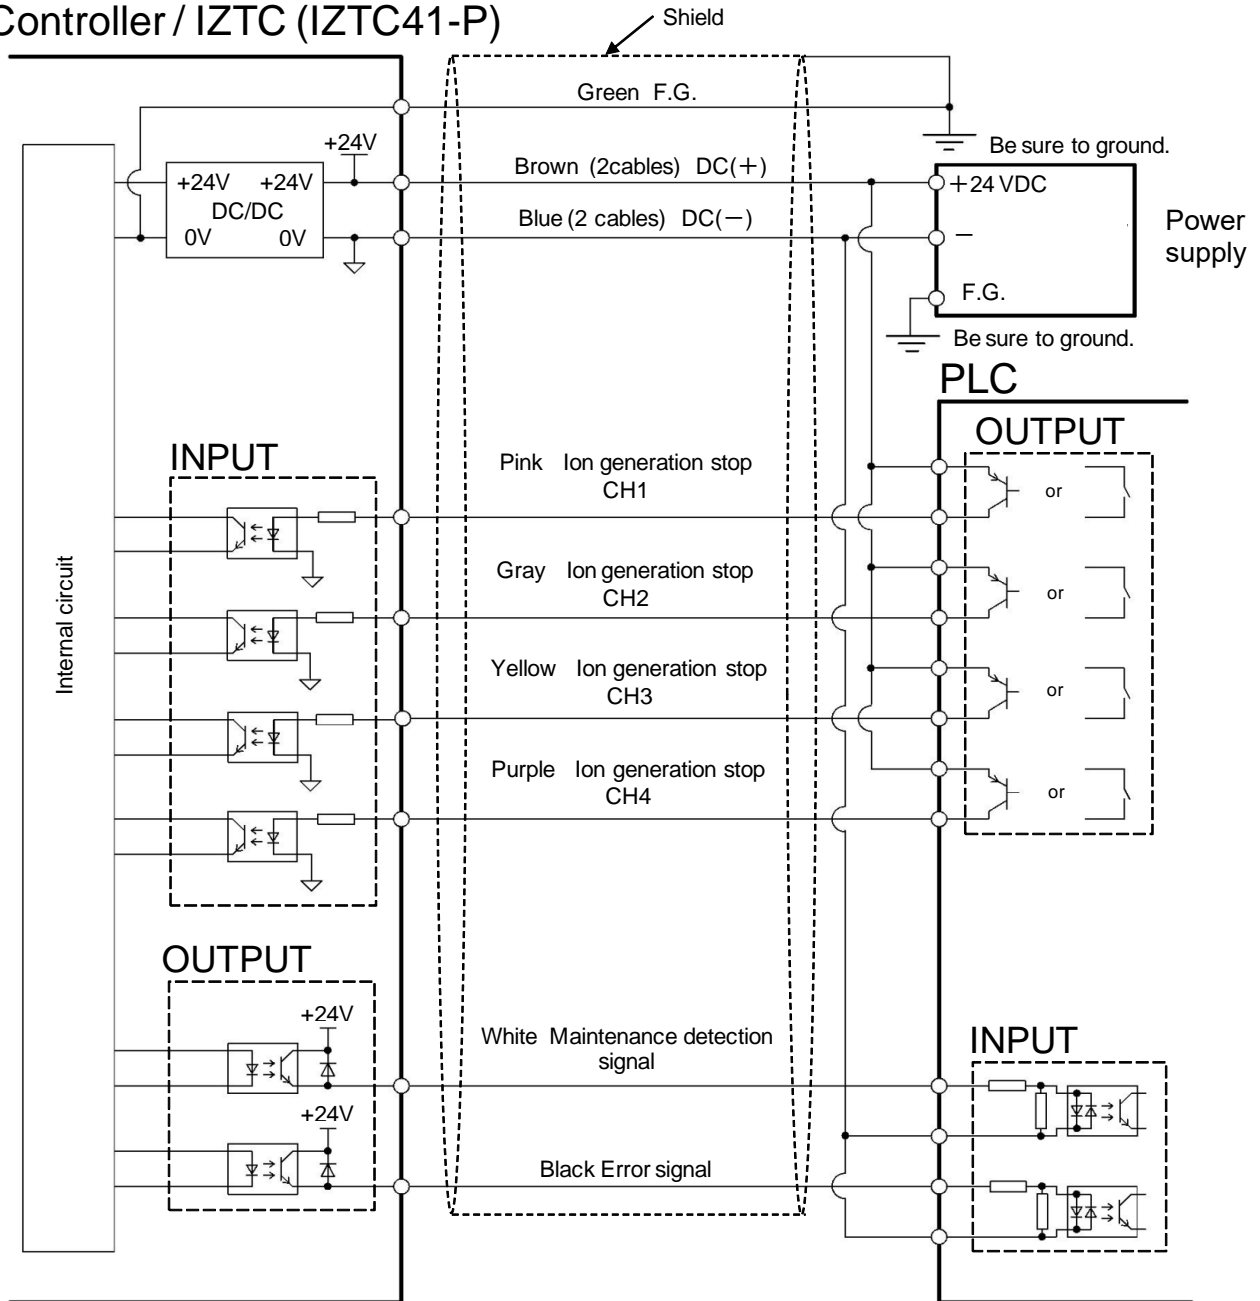 Controller / IZTC (IZTC41-P)
Shield
Green F.G.
Be sure to ground.
+24V
Brown (2cables) DC(+)
+24V +24V
DC/DC
0V 0V
Blue (2 cables) DC(−)
+24 VDC
−
F.G.
Power
supply
Be sure to ground.
PLC
OUTPUT
INPUT
Pink Ion generation stop
CH1
or
Gray Ion generation stop
CH2
or
Internal circuit
Yellow Ion generation stop
CH3
or
Purple Ion generation stop
CH4
or
OUTPUT
+24V
White Maintenance detection
signal
INPUT
+24V
Black Error signal